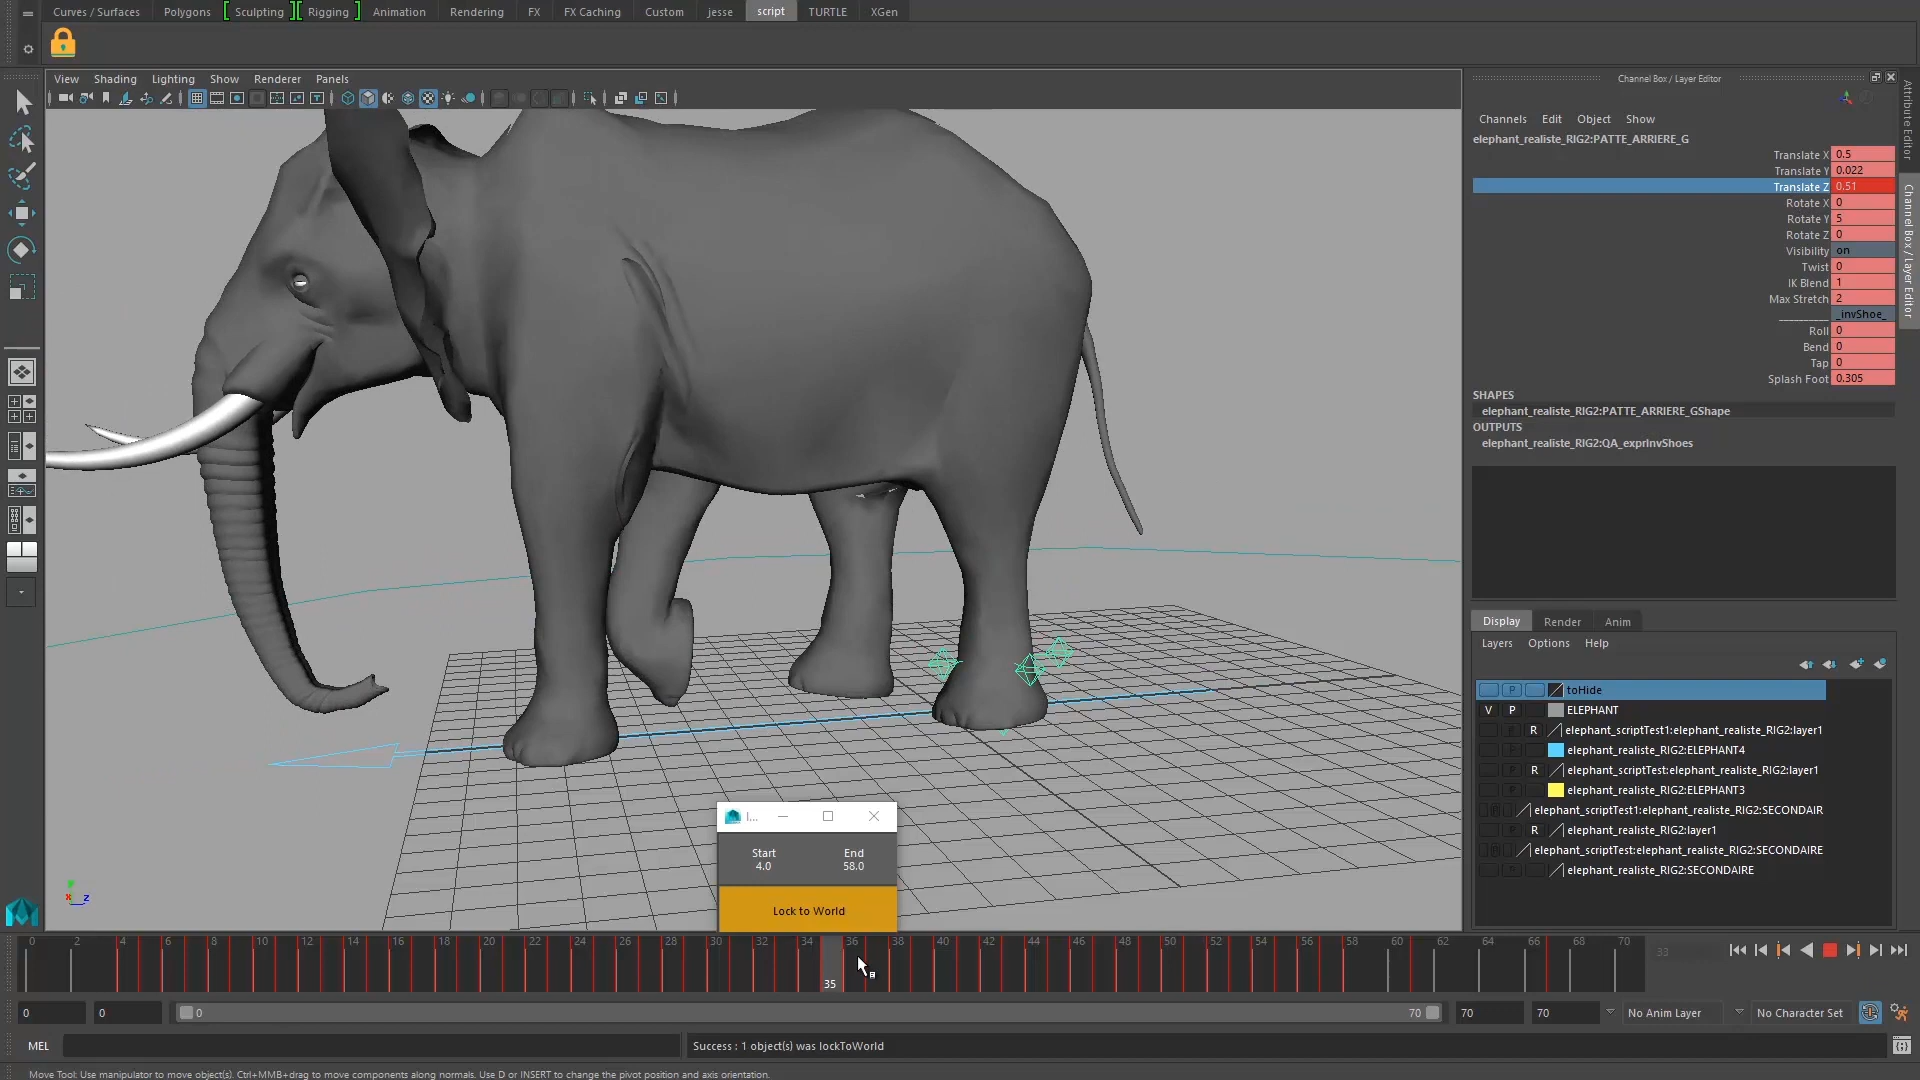 Curves / Surfaces Polygons Sculpting Rigging Animation Rendering FX FX Caching Custom jesse script TURTLE XGen
View Shading Lighting Show Renderer Panels
Channel Box / Layer Editor
Channels Edit Object Show
elephant_realiste_RIG2:PATTE_ARRIERE_G
Translate X 0.5
Translate Y 0.022
Translate Z 0.51
Rotate X 0
Rotate Y 5
Rotate Z 0
Visibility on
Twist 0
IK Blend 1
Max Stretch 2
__________ _invShoe_
Roll 0
Bend 0
Tap 0
Splash Foot 0.305
SHAPES
elephant_realiste_RIG2:PATTE_ARRIERE_GShape
OUTPUTS
elephant_realiste_RIG2:QA_exprInvShoes
Attribute Editor
Channel Box / Layer Editor
Display Render Anim
Layers Options Help
P toHide
V P ELEPHANT
P R elephant_scriptTest1:elephant_realiste_RIG2:layer1
P elephant_realiste_RIG2:ELEPHANT4
P R elephant_scriptTest:elephant_realiste_RIG2:layer1
P elephant_realiste_RIG2:ELEPHANT3
elephant_scriptTest1:elephant_realiste_RIG2:SECONDAIR
P R elephant_realiste_RIG2:layer1
elephant_scriptTest:elephant_realiste_RIG2:SECONDAIRE
P elephant_realiste_RIG2:SECONDAIRE
l...
Start End
4.0 58.0
Lock to World
x z
0 2 4 6 8 10 12 14 16 18 20 22 24 26 28 30 32 34 36 38 40 42 44 46 48 50 52 54 56 58 60 62 64 66 68 70
35
33
0 0 0 70 70 70 No Anim Layer No Character Set
MEL Success : 1 object(s) was lockToWorld
Move Tool: Use manipulator to move object(s). Ctrl+MMB+drag to move components along normals. Use D or INSERT to change the pivot position and axis orientation.